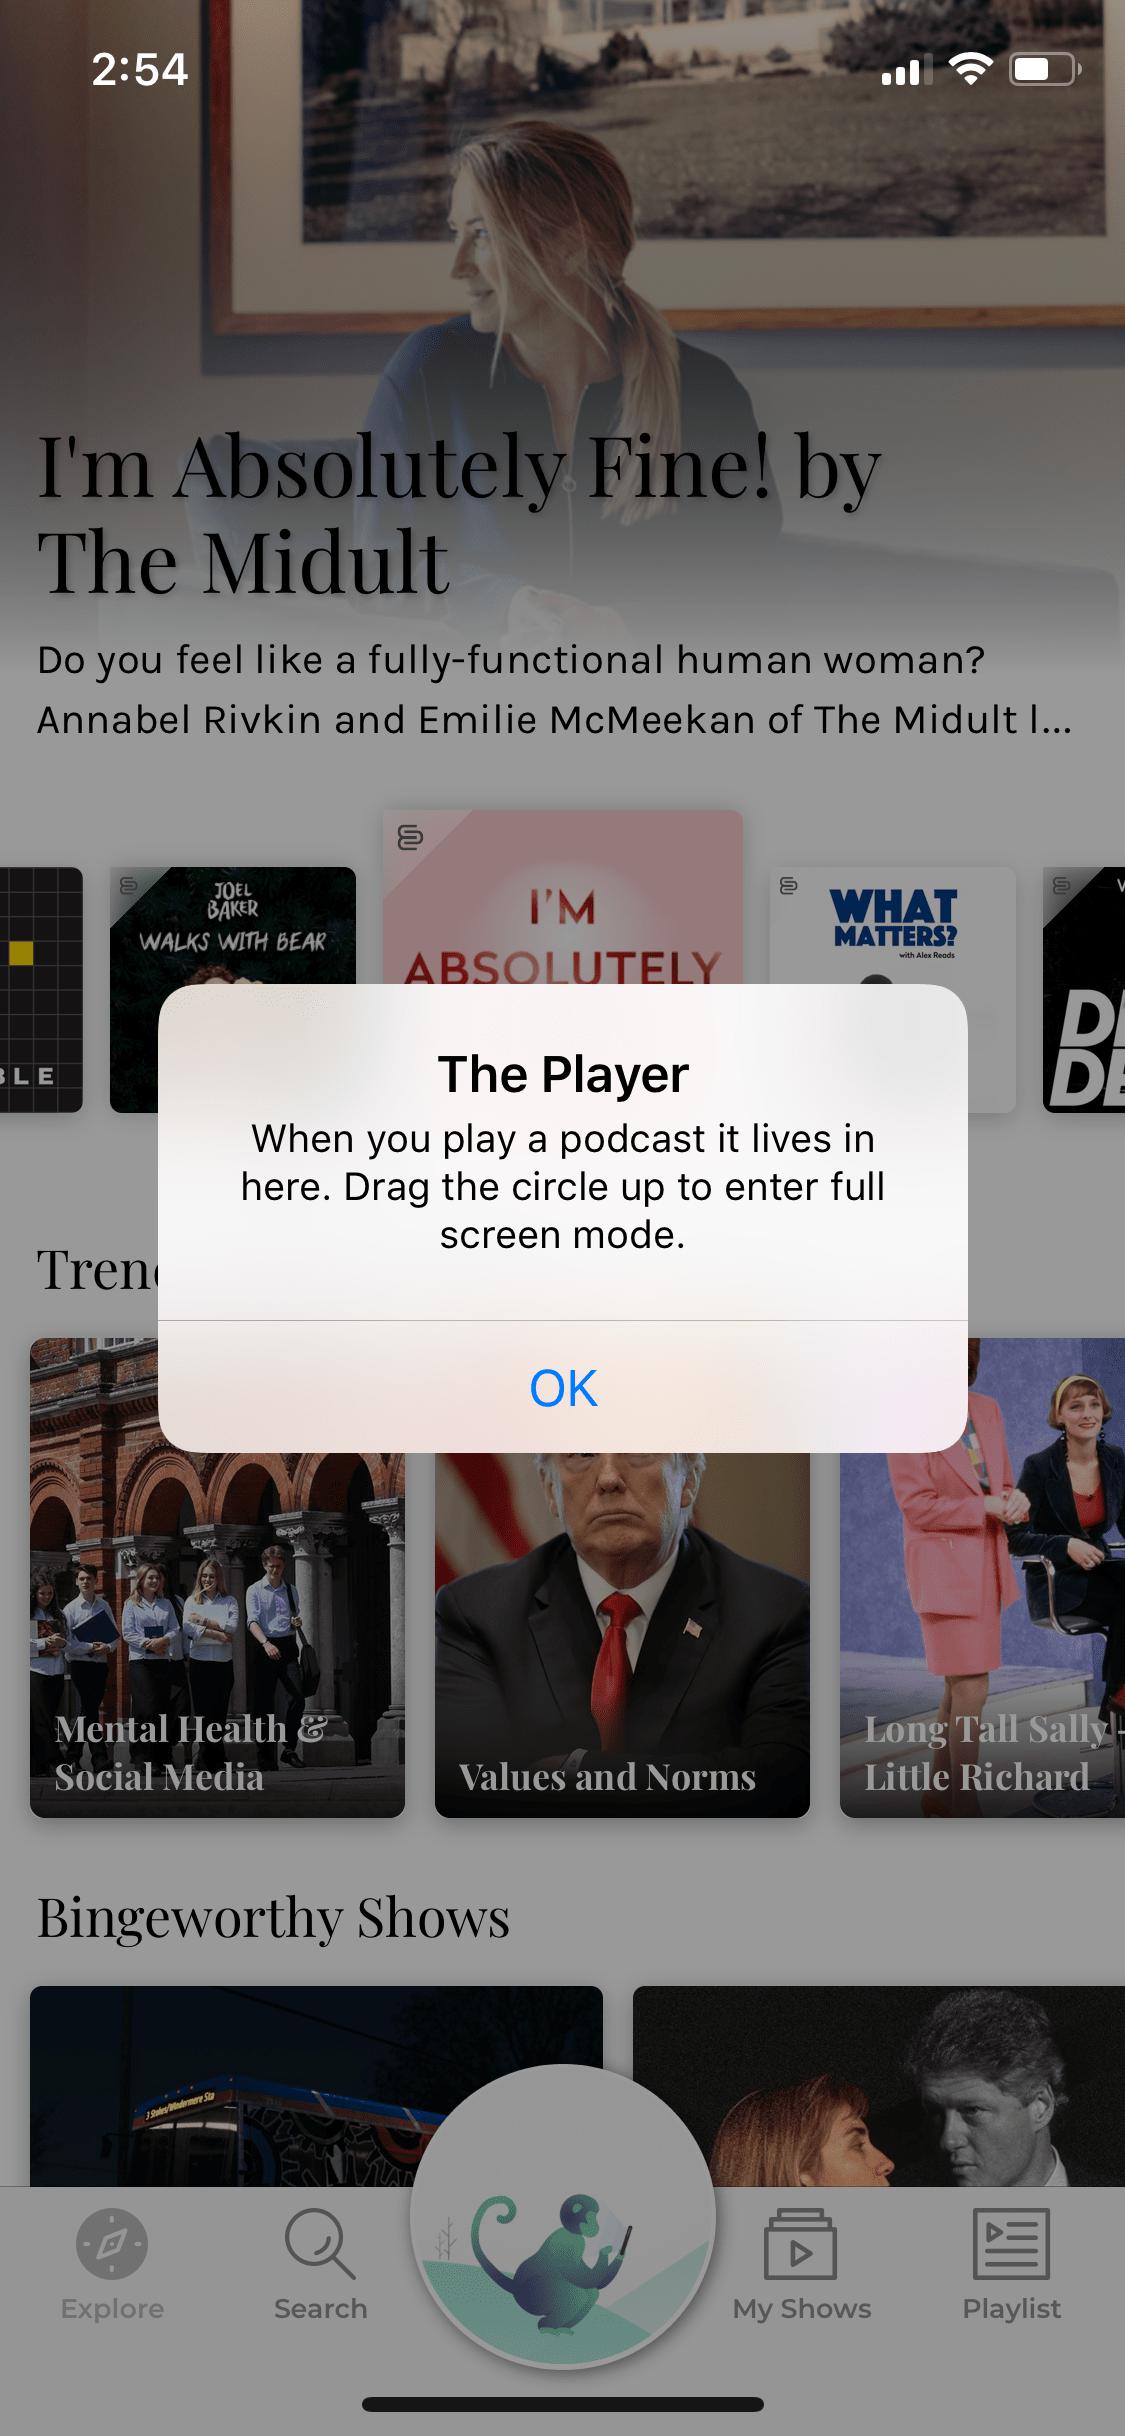 2:54
I'm Absolutely Fine! by
The Midult
Do you feel like a fully-functional human woman?
Annabel Rivkin and Emilie McMeekan of The Midult l...
JOEL
BAKER
WALKS WITH BEAR
I'M
ABSOLUTELY
WHAT
MATTERS?
with Alex Reads
BLE
The Player
When you play a podcast it lives in
here. Drag the circle up to enter full
screen mode.
OK
Tren
Mental Health &
Social Media
Values and Norms
Long Tall Sally -
Little Richard
Bingeworthy Shows
Explore
Search
My Shows
Playlist